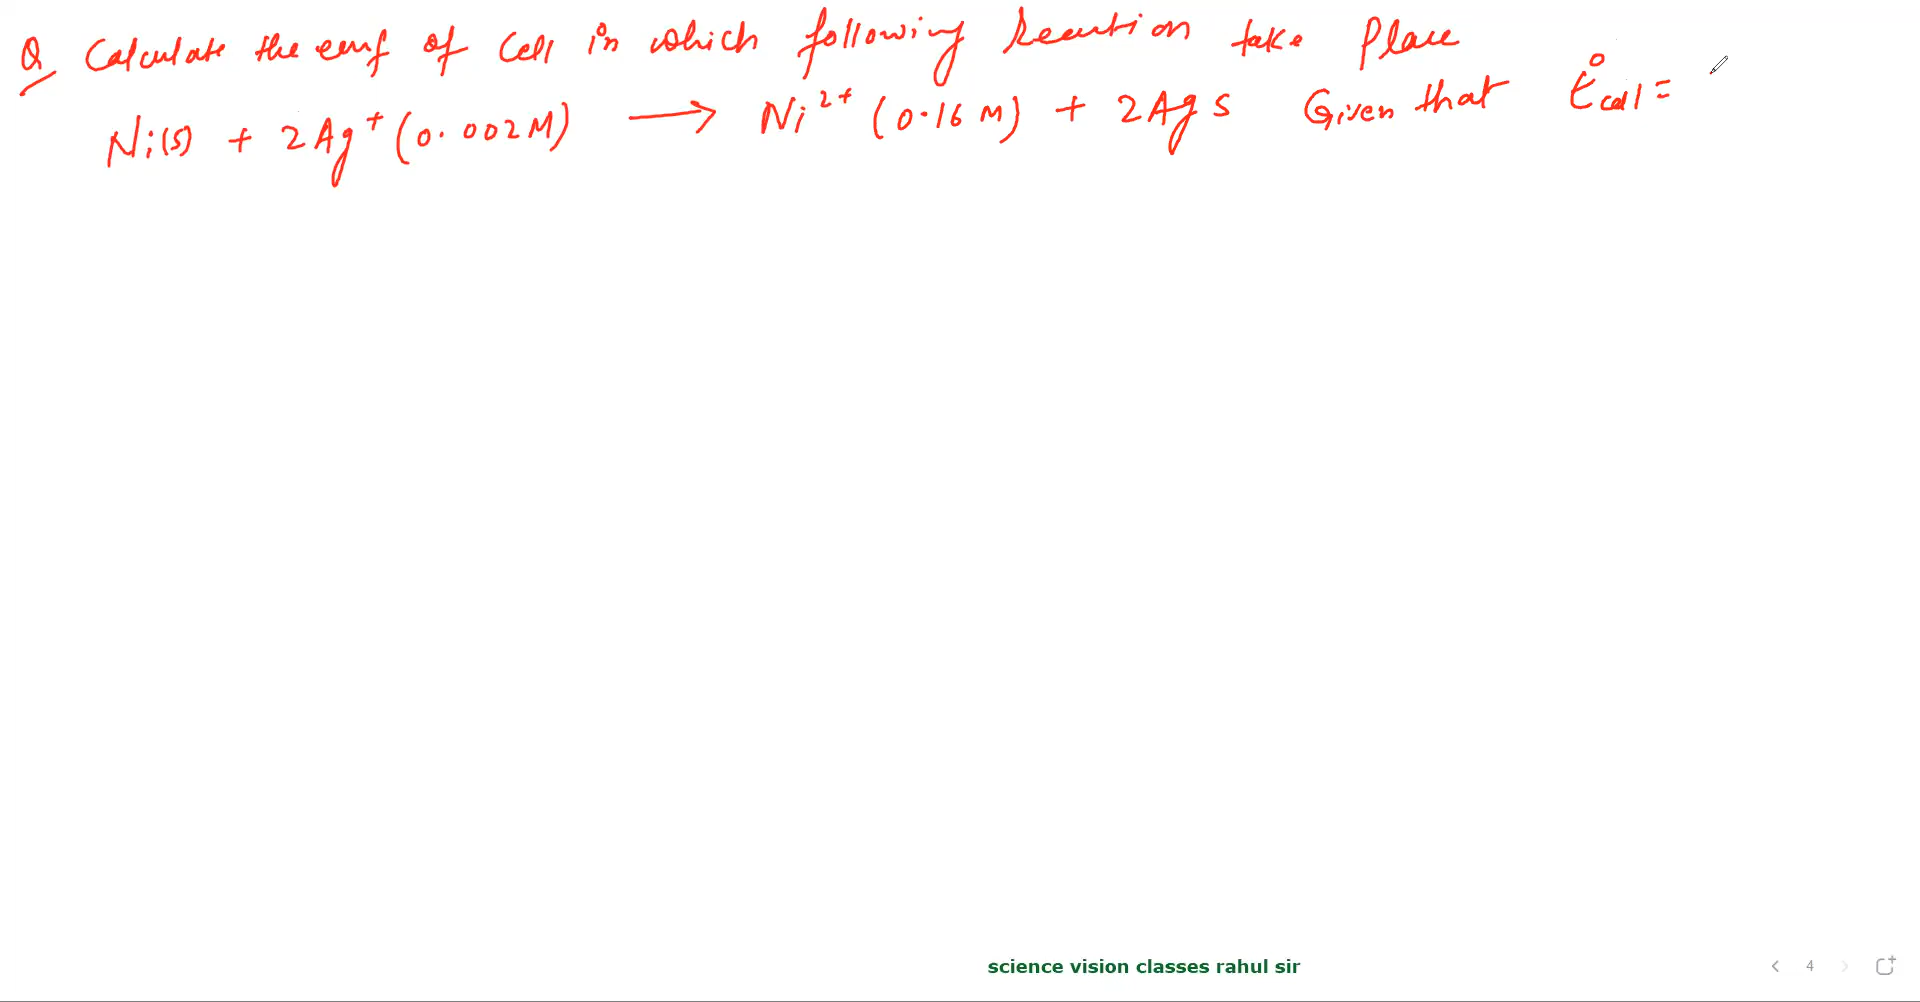 Q Calculate the emf of Cell in which following Reaction take Place
Ni(s) + 2Ag⁺ (0.002M) → Ni²⁺ (0.16 M) + 2Ag s Given that E°cell =
science vision classes rahul sir
4